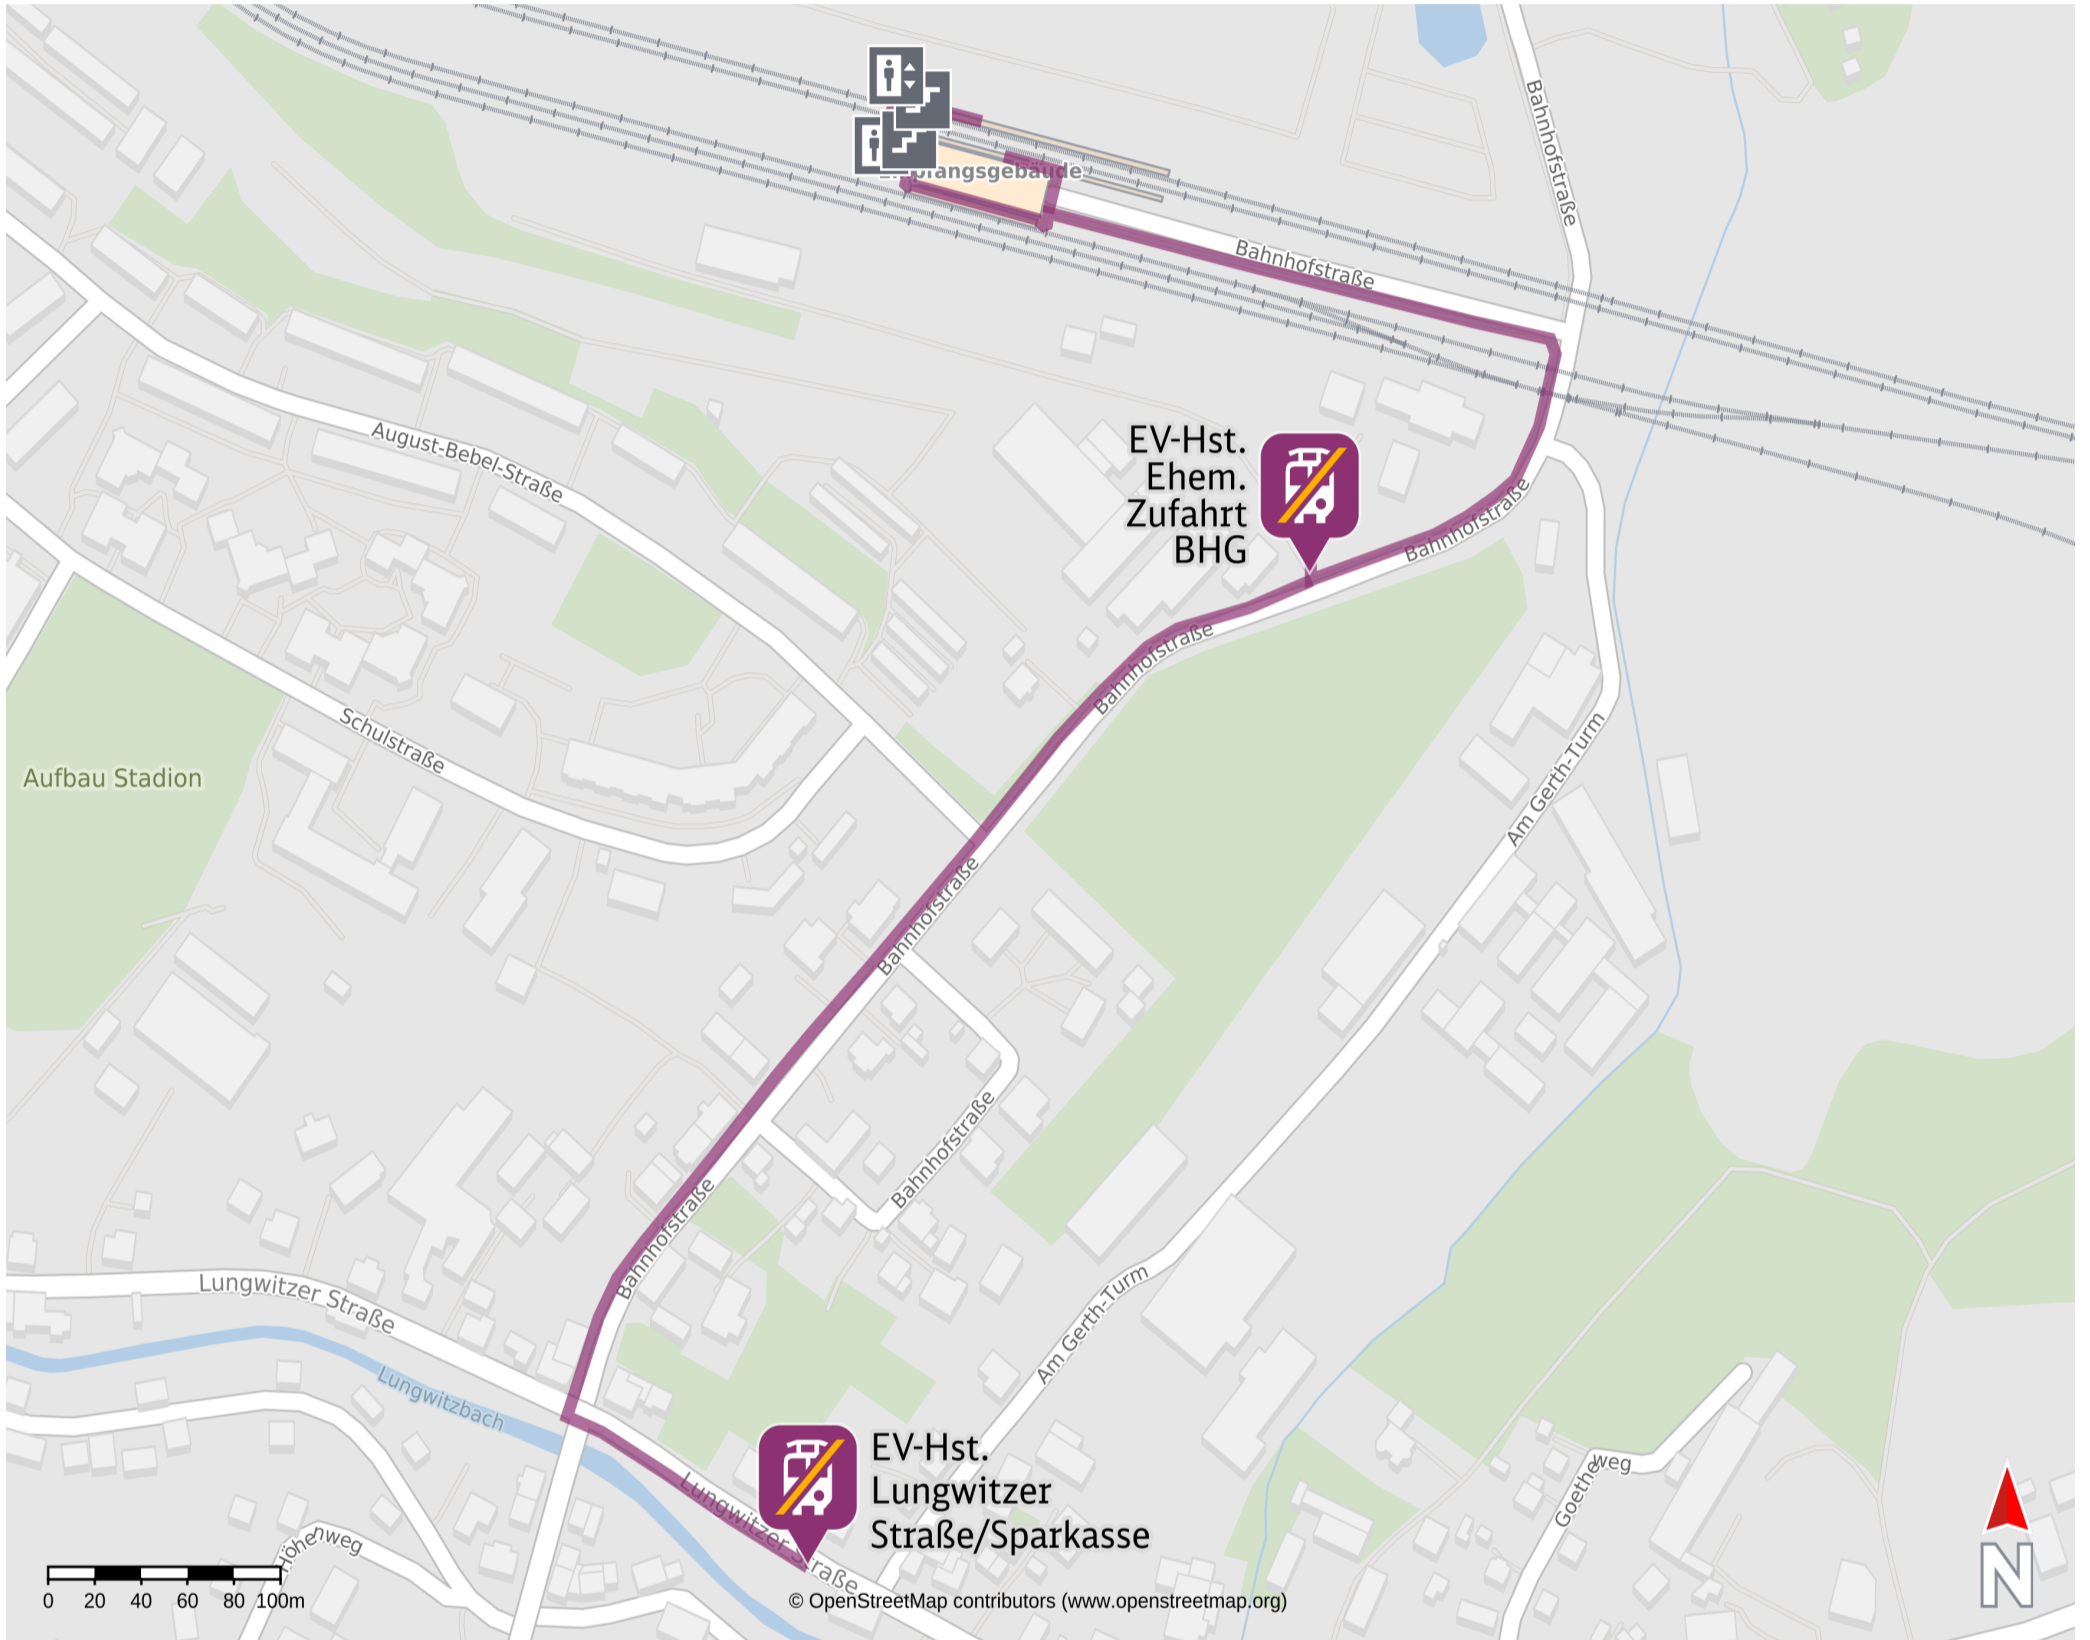 Bahnhofstraße
Empfangsgebäude
Bahnhofstraße
EV-Hst.
Ehem.
Zufahrt
BHG
August-Bebel-Straße
Bahnhofstraße
Bahnhofstraße
Schulstraße
Aufbau Stadion
Am Gerth-Turm
Bahnhofstraße
Bahnhofstraße
Bahnhofstraße
Lungwitzer Straße
Am Gerth-Turm
Lungwitzbach
EV-Hst.
Lungwitzer
Straße/Sparkasse
Lungwitzer Straße
Goetheweg
Höhenweg
0 20 40 60 80 100m
© OpenStreetMap contributors (www.openstreetmap.org)
N